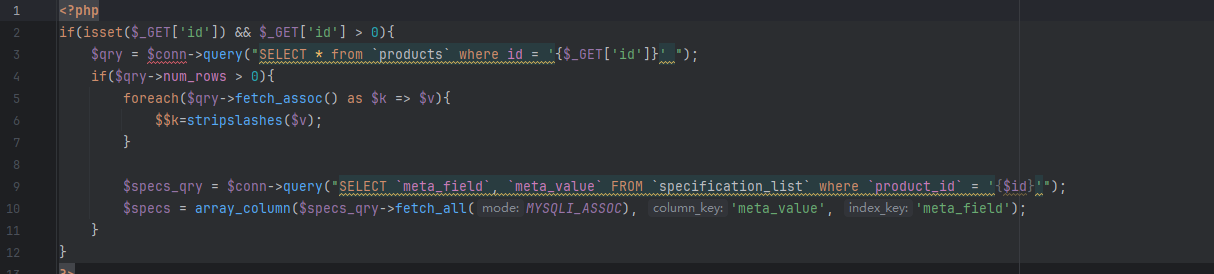 1 <?php
2 if(isset($_GET['id']) && $_GET['id'] > 0){
3 $qry = $conn->query("SELECT * from `products` where id = '{$_GET['id']}' ");
4 if($qry->num_rows > 0){
5 foreach($qry->fetch_assoc() as $k => $v){
6 $$k=stripslashes($v);
7 }
8
9 $specs_qry = $conn->query("SELECT `meta_field`, `meta_value` FROM `specification_list` where `product_id` = '{$id}'");
10 $specs = array_column($specs_qry->fetch_all( mode: MYSQLI_ASSOC), column_key: 'meta_value', index_key: 'meta_field');
11 }
12 }
13 ?>